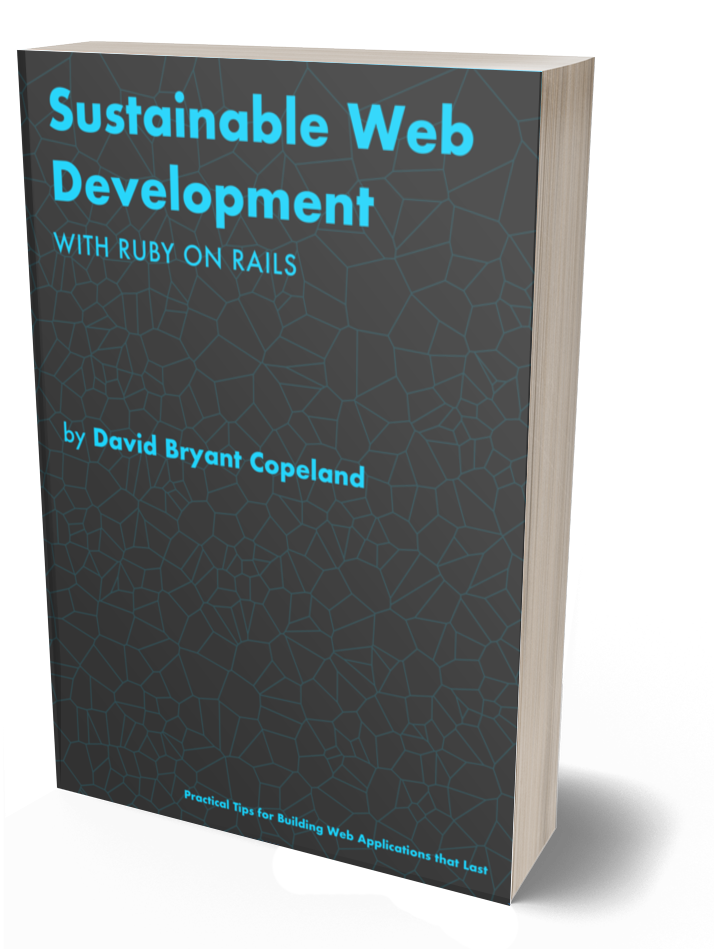 Sustainable Web
Development
WITH RUBY ON RAILS
by David Bryant Copeland
Practical Tips for Building Web Applications that Last